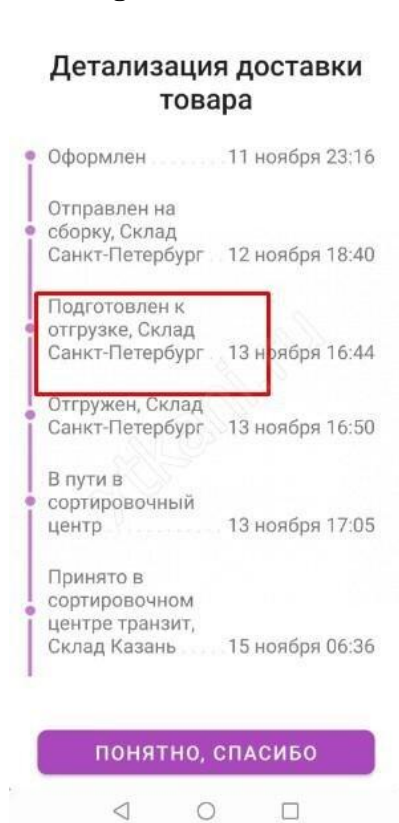 Детализация доставки
товара
Оформлен ........ 11 ноября 23:16
Отправлен на
сборку, Склад
Санкт-Петербург .. 12 ноября 18:40
Подготовлен к
отгрузке, Склад
Санкт-Петербург .. 13 ноября 16:44
Отгружен, Склад
Санкт-Петербург .. 13 ноября 16:50
В пути в
сортировочный
центр ............ 13 ноября 17:05
Принято в
сортировочном
центре транзит,
Склад Казань ..... 15 ноября 06:36
ПОНЯТНО, СПАСИБО